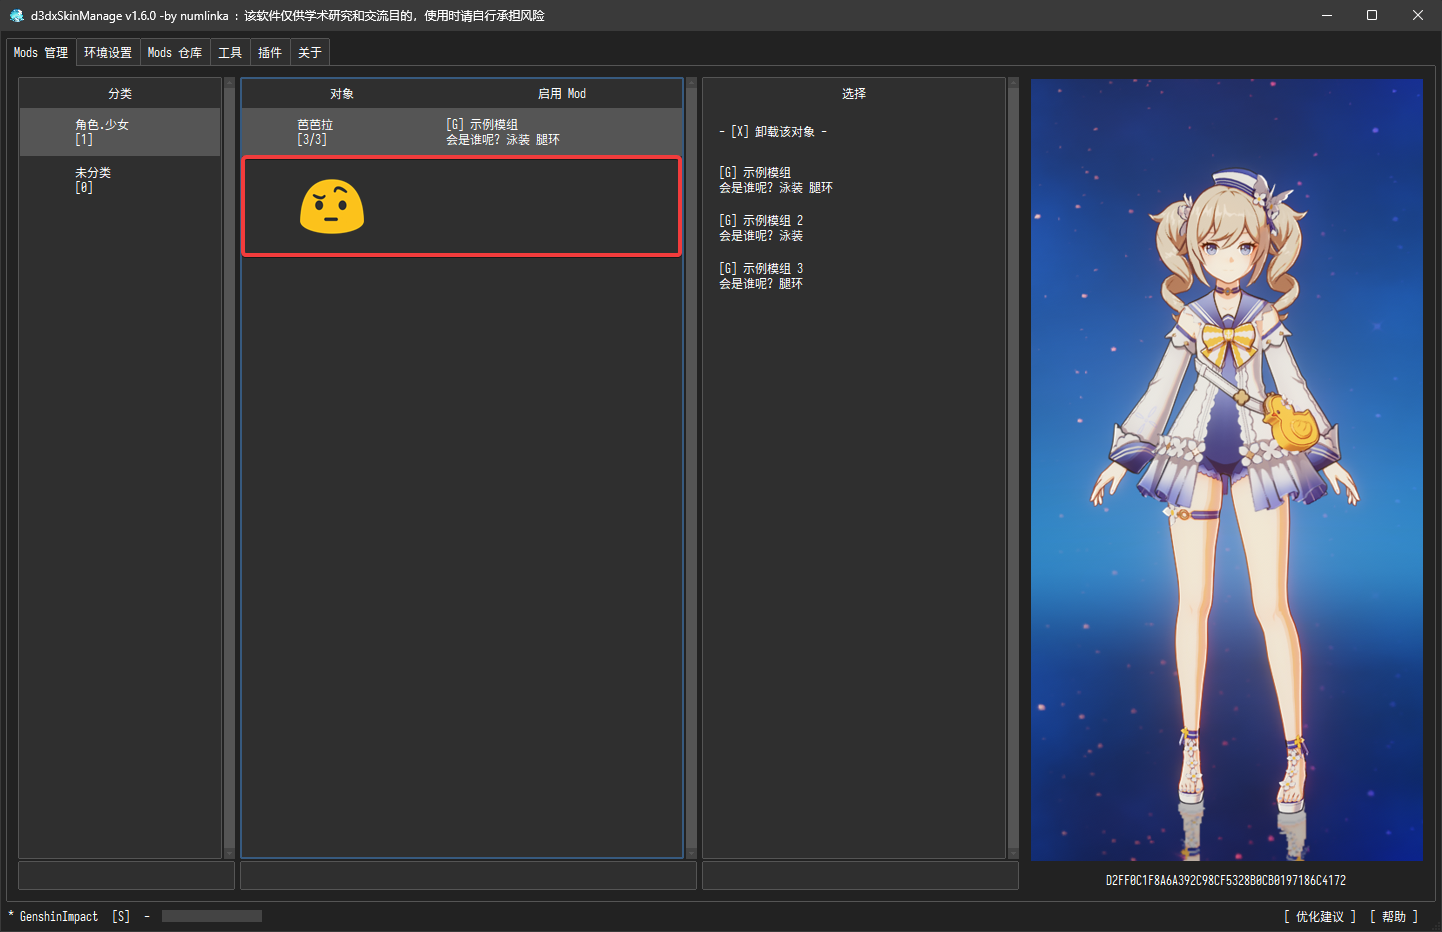 d3dxSkinManage v1.6.0 -by numlinka : 该软件仅供学术研究和交流目的，使用时请自行承担风险
Mods 管理 环境设置 Mods 仓库 工具 插件 关于
分类
角色.少女
[1]
未分类
[0]
对象 启用 Mod
芭芭拉 [G] 示例模组
[3/3] 会是谁呢? 泳装 腿环
选择
- [X] 卸载该对象 -
[G] 示例模组
会是谁呢? 泳装 腿环
[G] 示例模组 2
会是谁呢? 泳装
[G] 示例模组 3
会是谁呢? 腿环
D2FF0C1F8A6A392C98CF5328B0CB0197186C4172
* GenshinImpact [S] -
[ 优化建议 ] [ 帮助 ]